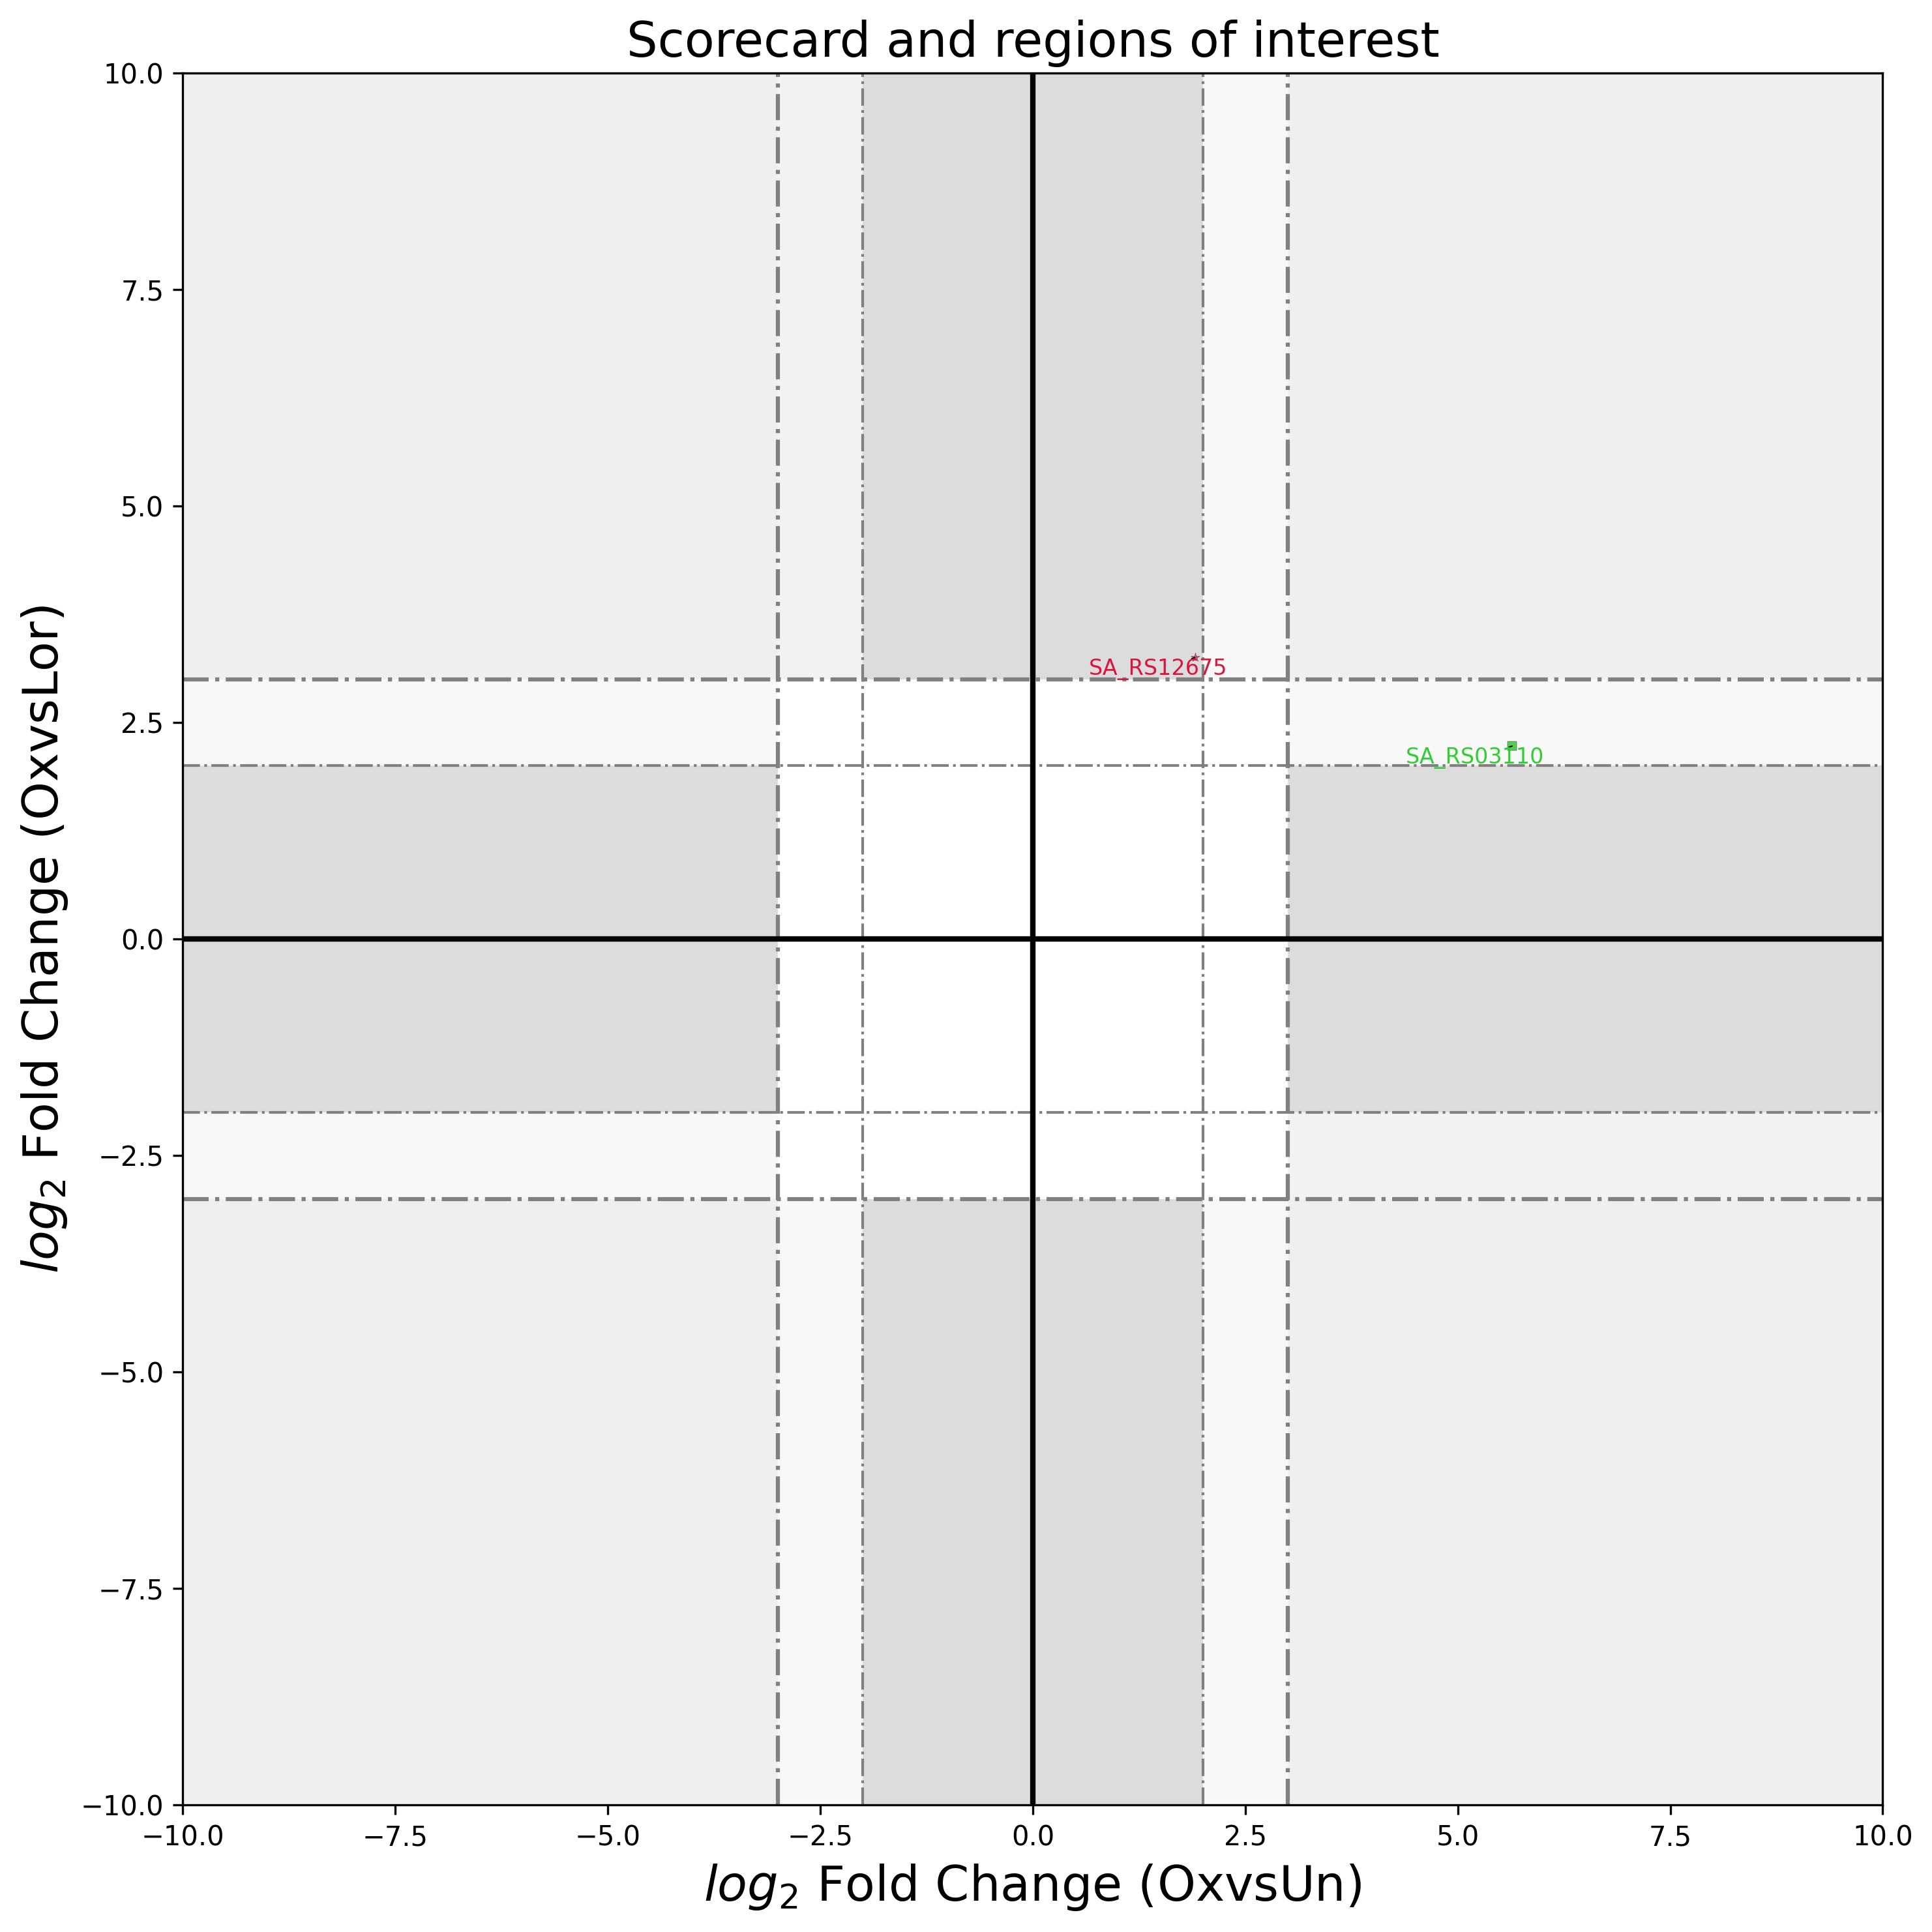 Scorecard and regions of interest
10.0
7.5
5.0
2.5
0.0
−2.5
−5.0
−7.5
−10.0
log2 Fold Change (OxvsLor)
SA_RS12675
SA_RS03110
−10.0 −7.5 −5.0 −2.5 0.0 2.5 5.0 7.5 10.0
log2 Fold Change (OxvsUn)